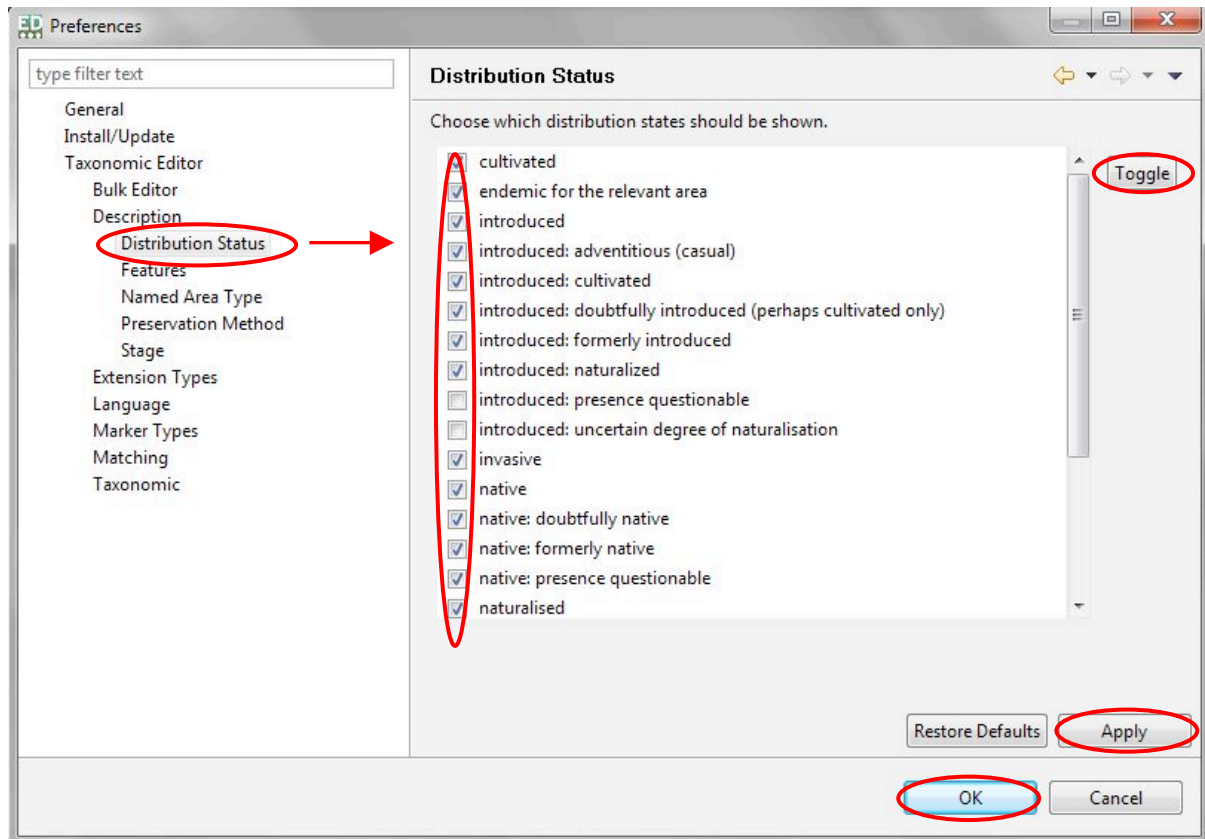 ED Preferences
type filter text
General
Install/Update
Taxonomic Editor
Bulk Editor
Description
Distribution Status
Features
Named Area Type
Preservation Method
Stage
Extension Types
Language
Marker Types
Matching
Taxonomic
Distribution Status
Choose which distribution states should be shown.
cultivated
endemic for the relevant area
introduced
introduced: adventitious (casual)
introduced: cultivated
introduced: doubtfully introduced (perhaps cultivated only)
introduced: formerly introduced
introduced: naturalized
introduced: presence questionable
introduced: uncertain degree of naturalisation
invasive
native
native: doubtfully native
native: formerly native
native: presence questionable
naturalised
Toggle
Restore Defaults
Apply
OK
Cancel